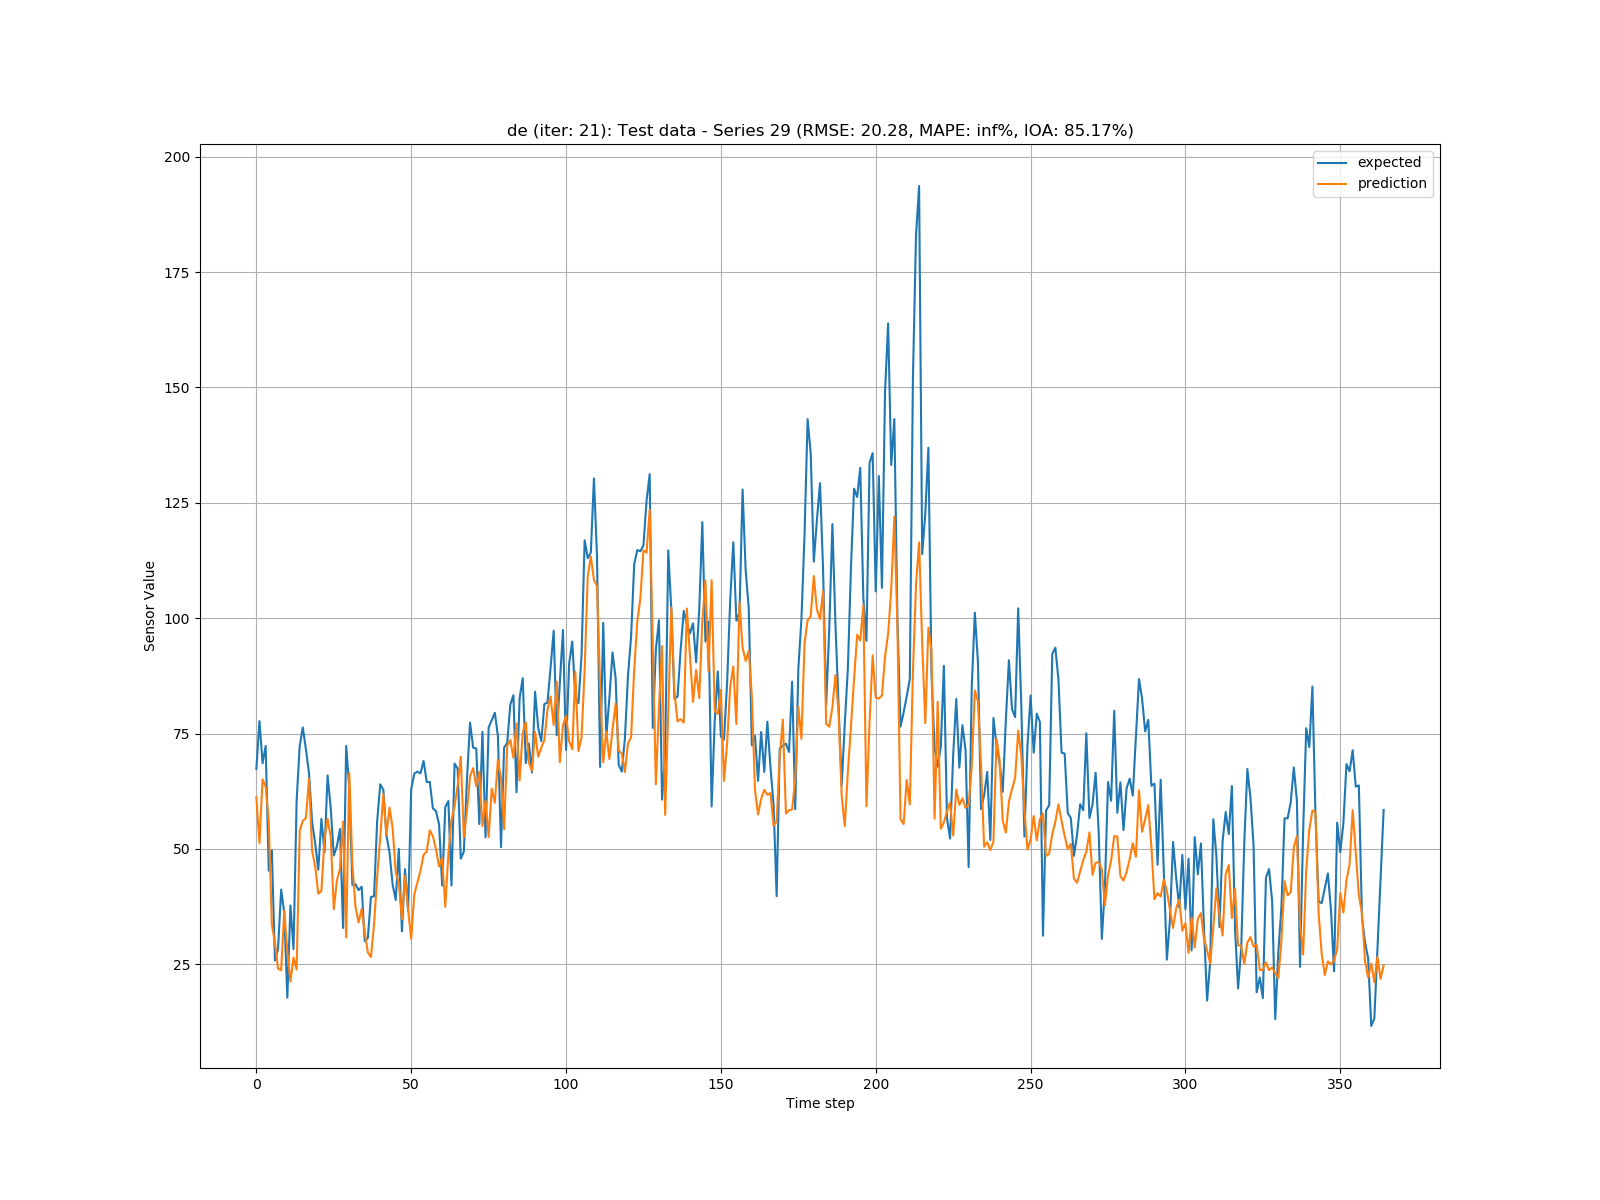 de (iter: 21): Test data - Series 29 (RMSE: 20.28, MAPE: inf%, IOA: 85.17%)
expected
prediction
200
175
150
125
100
75
50
25
Sensor Value
0 50 100 150 200 250 300 350
Time step